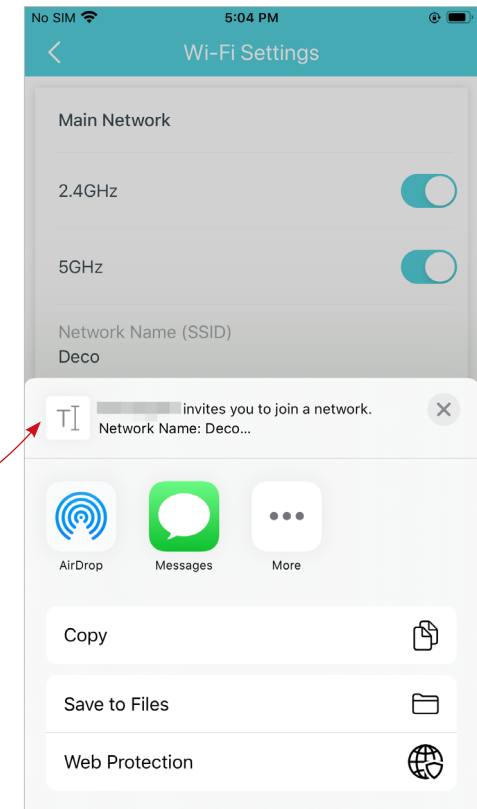 No SIM 5:04 PM
Wi-Fi Settings
Main Network
2.4GHz
5GHz
Network Name (SSID)
Deco
invites you to join a network.
Network Name: Deco...
AirDrop Messages More
Copy
Save to Files
Web Protection